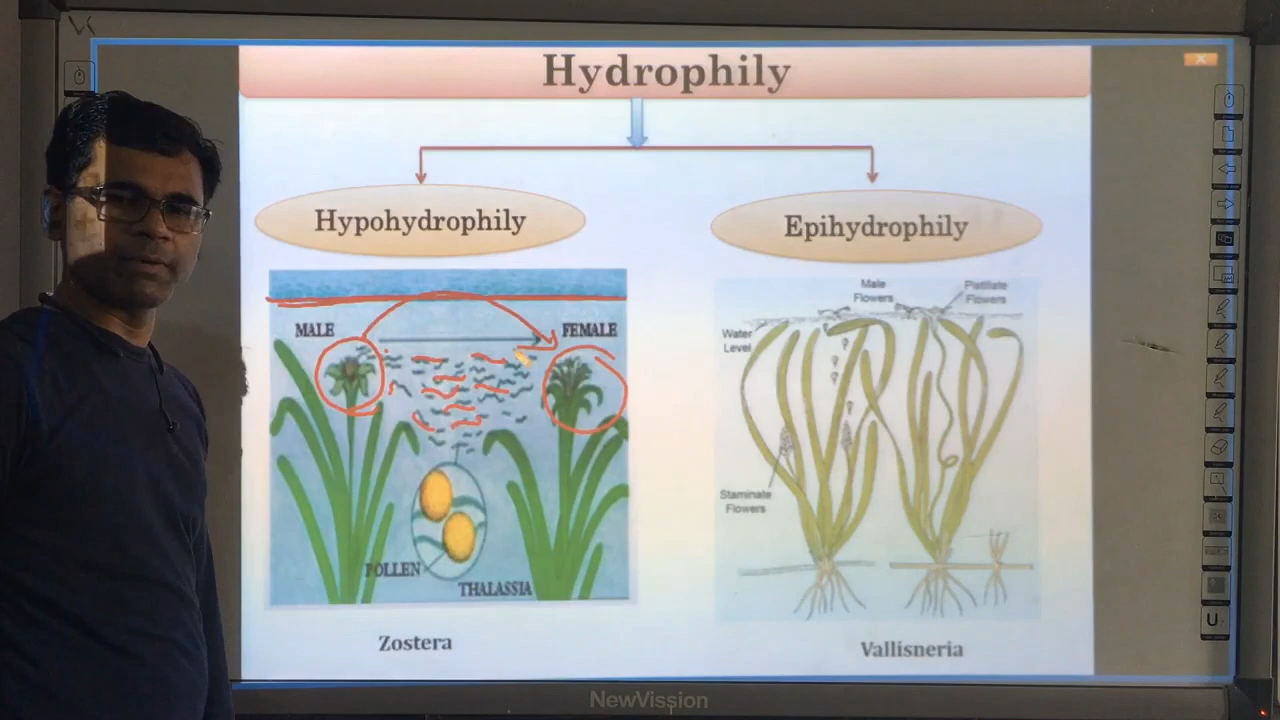 Hydrophily
Hypohydrophily
Epihydrophily
MALE
FEMALE
POLLEN
THALASSIA
Zostera
Male
Flowers
Pistillate
Flowers
Water
Level
Staminate
Flowers
Vallisneria
NewVission